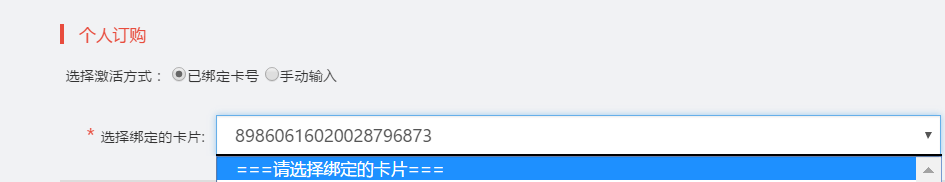 个人订购
选择激活方式： 已绑定卡号 手动输入
* 选择绑定的卡片: 89860616020028796873
===请选择绑定的卡片===